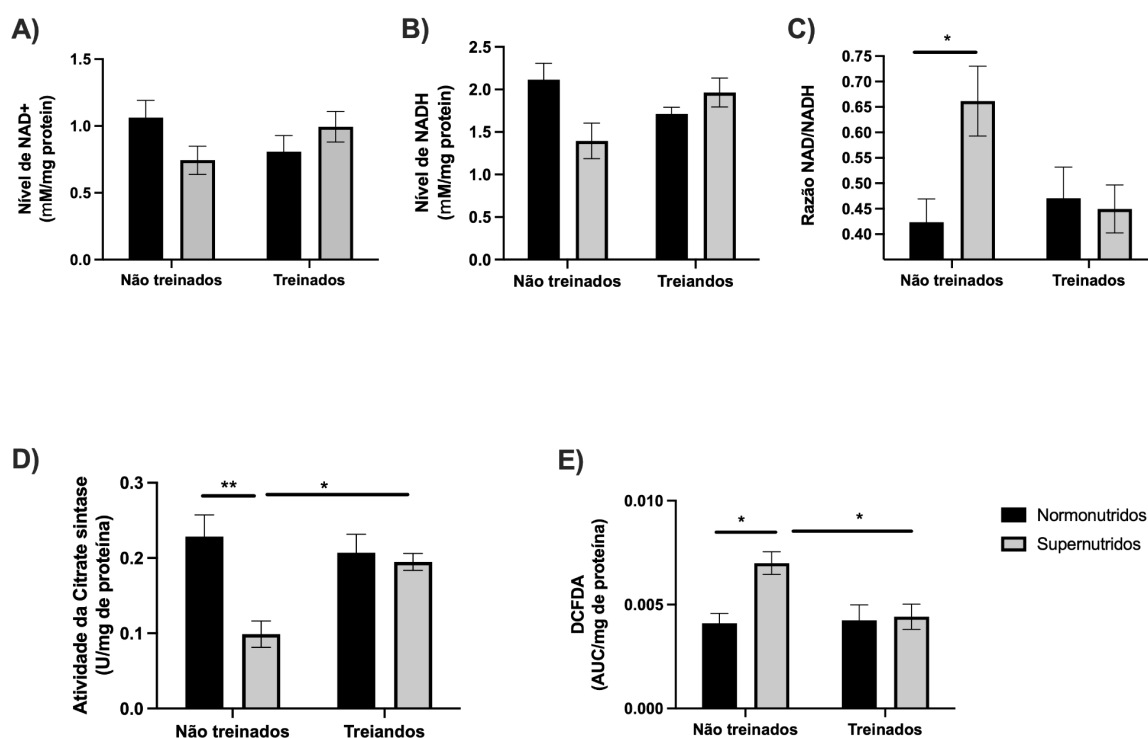 A)
Nível de NAD+
(mM/mg protein)
1.5
1.0
0.5
0.0
Não treinados
Treinados
B)
Nível de NADH
(mM/mg protein)
2.5
2.0
1.5
1.0
0.5
0.0
Não treinados
Treiandos
C)
Razão NAD/NADH
0.75
0.70
0.65
0.60
0.55
0.50
0.45
0.40
*
Não treinados
Treinados
D)
Atividade da Citrate sintase
(U/mg de proteína)
0.3
0.2
0.1
0.0
**
*
Não treinados
Treiandos
E)
DCFDA
(AUC/mg de proteína)
0.010
0.005
0.000
*
*
Não treinados
Treinados
Normonutridos
Supernutridos